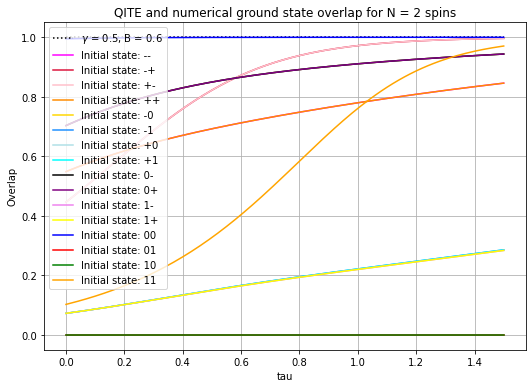 QITE and numerical ground state overlap for N = 2 spins
γ = 0.5, B = 0.6
Initial state: --
Initial state: -+
Initial state: +-
Initial state: ++
Initial state: -0
Initial state: -1
Initial state: +0
Initial state: +1
Initial state: 0-
Initial state: 0+
Initial state: 1-
Initial state: 1+
Initial state: 00
Initial state: 01
Initial state: 10
Initial state: 11
Overlap
1.0
0.8
0.6
0.4
0.2
0.0
0.0 0.2 0.4 0.6 0.8 1.0 1.2 1.4
tau